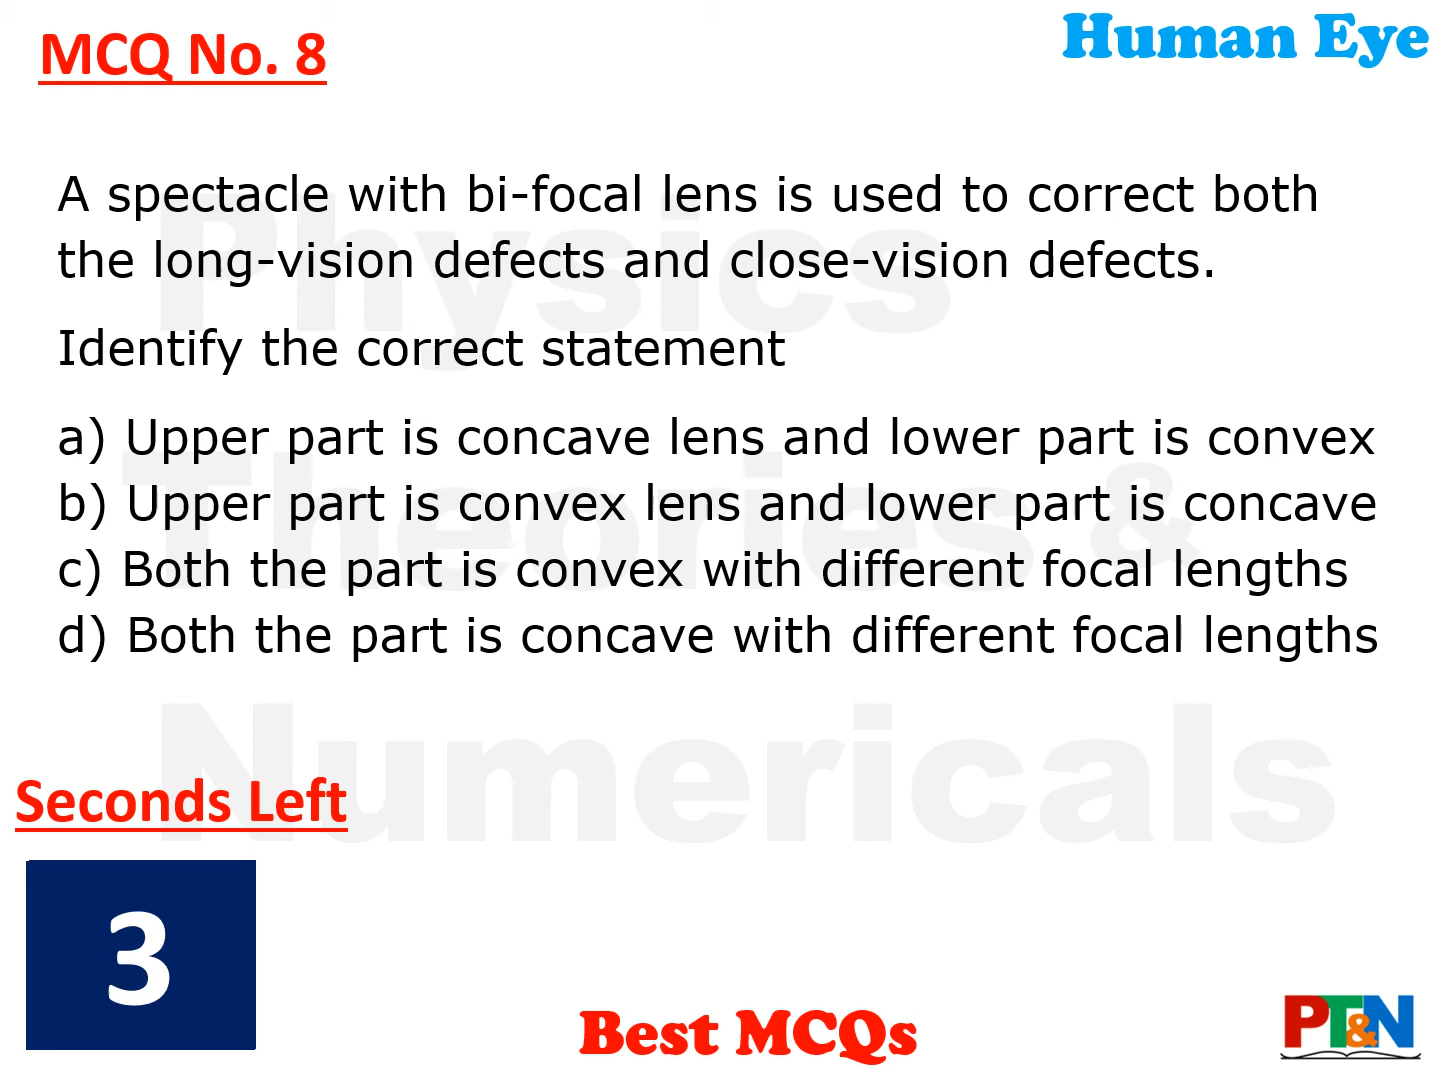 MCQ No. 8
Human Eye
A spectacle with bi-focal lens is used to correct both
the long-vision defects and close-vision defects.
Identify the correct statement
a) Upper part is concave lens and lower part is convex
b) Upper part is convex lens and lower part is concave
c) Both the part is convex with different focal lengths
d) Both the part is concave with different focal lengths
Physics
Theories &
Numericals
Seconds Left
3
Best MCQs
PT&N